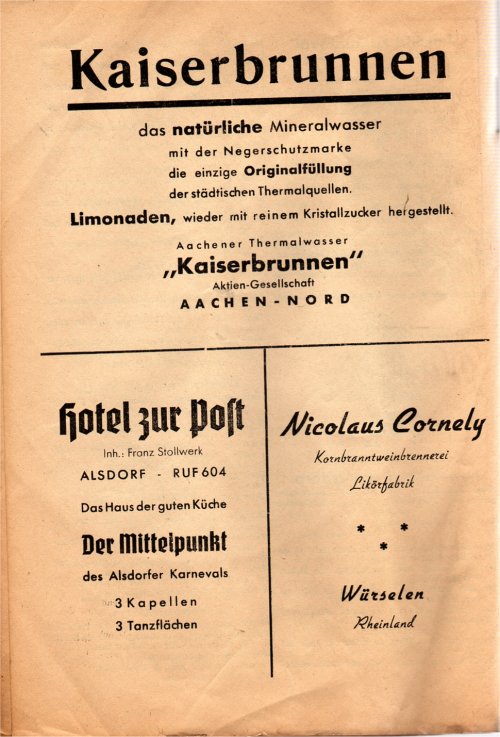 Kaiserbrunnen
das natürliche Mineralwasser
mit der Negerschutzmarke
die einzige Originalfüllung
der städtischen Thermalquellen.
Limonaden, wieder mit reinem Kristallzucker hergestellt.
Aachener Thermalwasser
„Kaiserbrunnen“
Aktien-Gesellschaft
AACHEN-NORD
Hotel zur Post
Inh.: Franz Stollwerk
ALSDORF - RUF 604
Das Haus der guten Küche
Der Mittelpunkt
des Alsdorfer Karnevals
3 Kapellen
3 Tanzflächen
Nicolaus Cornely
Kornbranntweinbrennerei
Likörfabrik
* *
*
Würselen
Rheinland